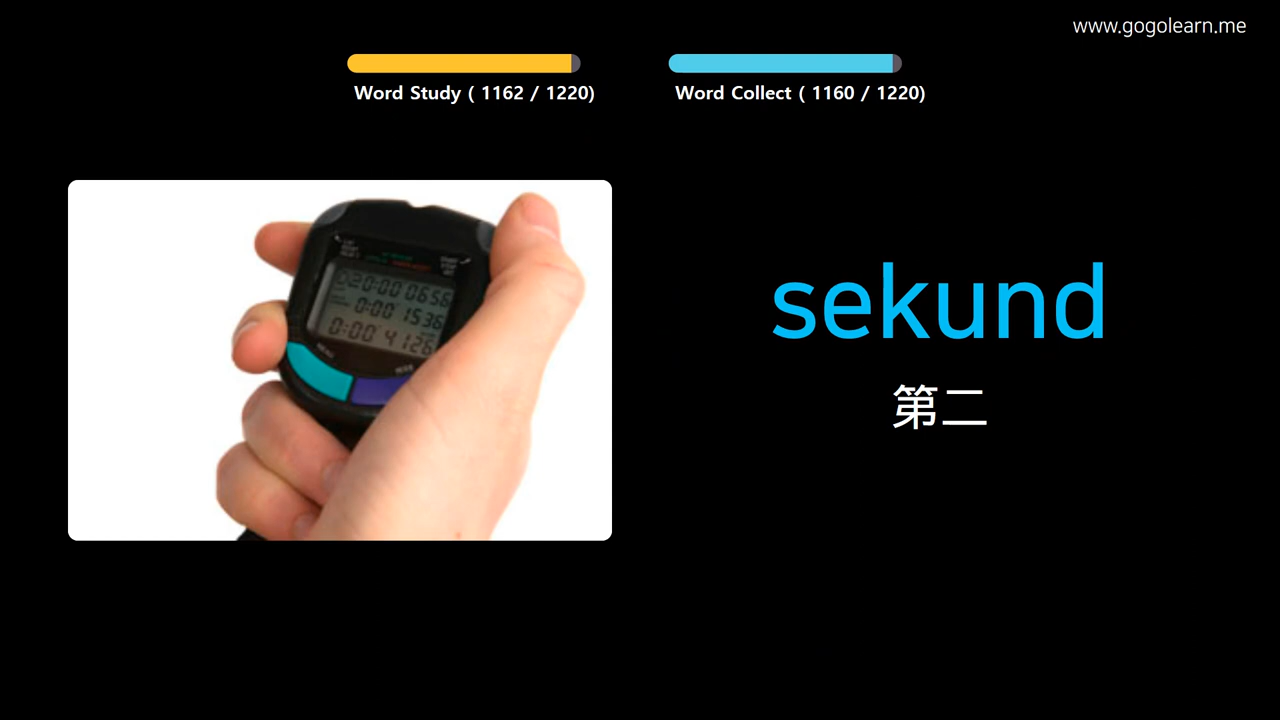 www.gogolearn.me
Word Study ( 1162 / 1220)
Word Collect ( 1160 / 1220)
sekund
第二